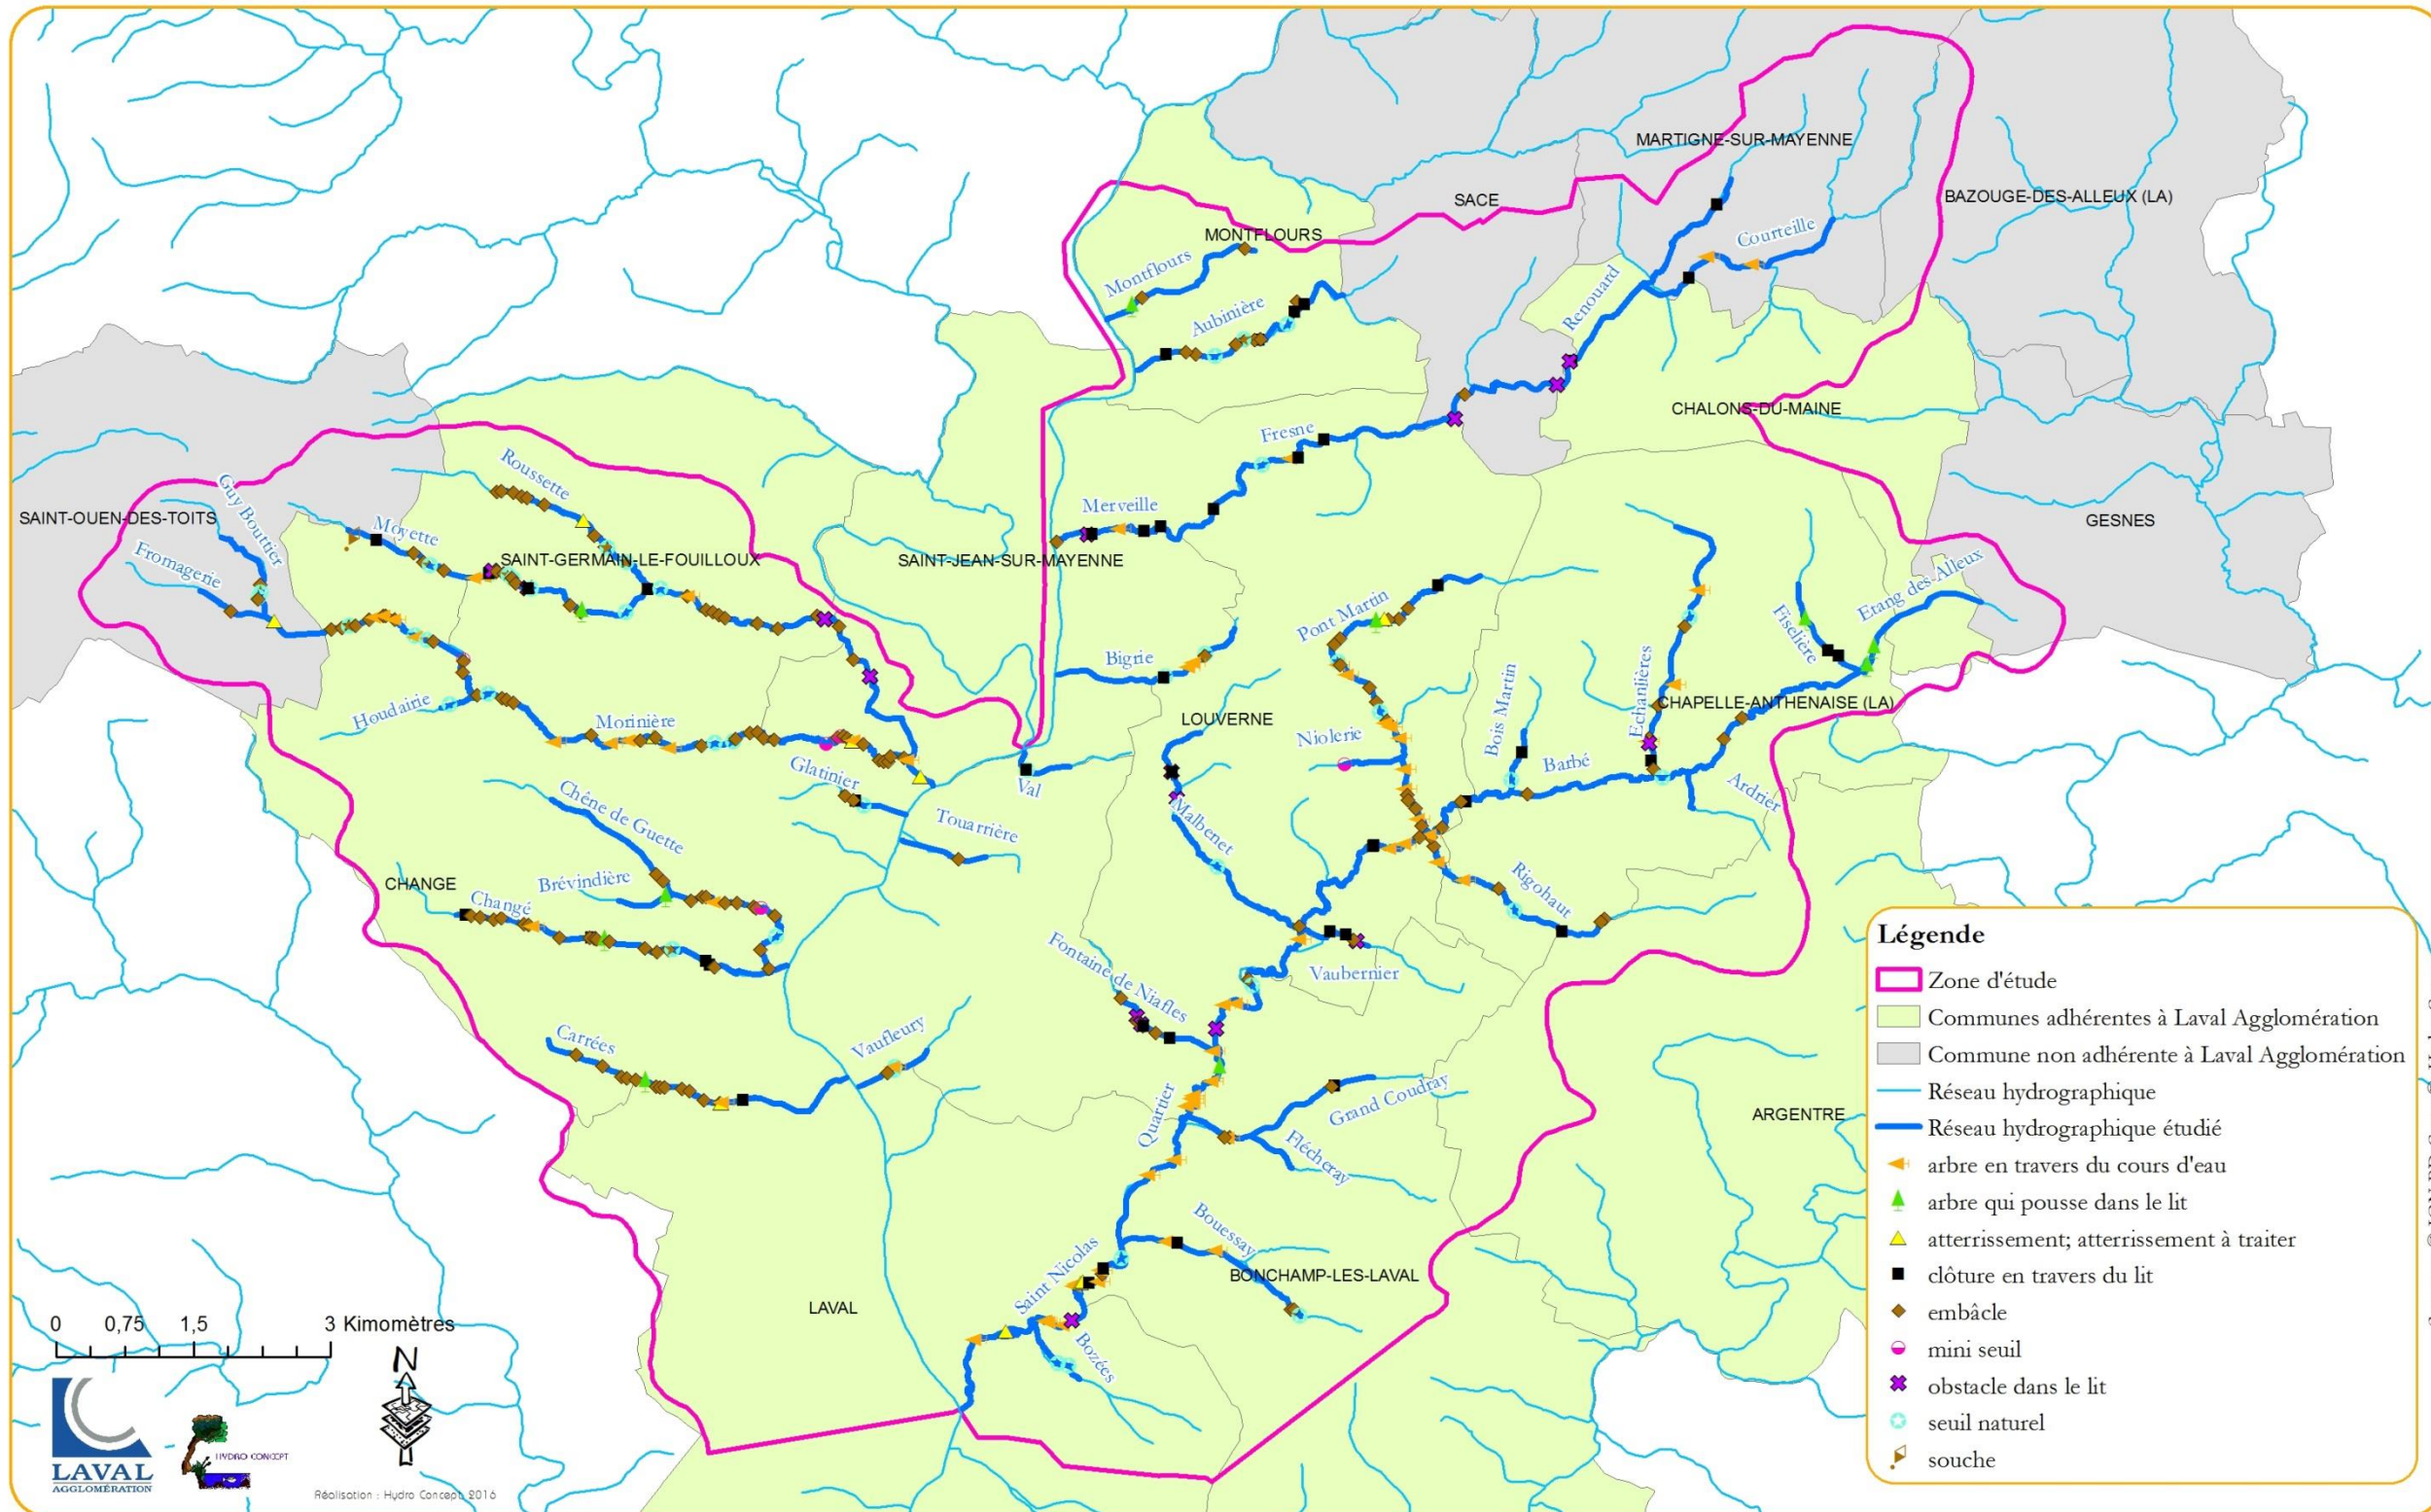 MARTIGNE-SUR-MAYENNE
SACE
BAZOUGE-DES-ALLEUX (LA)
MONTFLOURS
Courteille
Montflours
Renouard
Aubinière
CHALONS-DU-MAINE
Fresne
Roussette
Guy Bouttier
SAINT-OUEN-DES-TOITS
Merveille
GESNES
Moyette
Fromagerie
SAINT-GERMAIN-LE-FOUILLOUX
SAINT-JEAN-SUR-MAYENNE
Etang des Alleux
Pont Martin
Fiselière
Bigrie
Echanlières
Bois Martin
Houdairie
Morinière
LOUVERNE
CHAPELLE-ANTHENAISE (LA)
Niolerie
Barbé
Glatinier
Val
Ardrier
Chêne de Guette
Touarrière
Malbenet
CHANGE
Brévindière
Changé
Rigohaut
Fontaine de Niafles
Vaubernier
Carrées
Vaufleury
Quartier
Grand Coudray
Flécheray
ARGENTRE
Bouessay
Saint Nicolas
BONCHAMP-LES-LAVAL
LAVAL
Bozées
Légende
Zone d'étude
Communes adhérentes à Laval Agglomération
Commune non adhérente à Laval Agglomération
Réseau hydrographique
Réseau hydrographique étudié
arbre en travers du cours d'eau
arbre qui pousse dans le lit
atterrissement; atterrissement à traiter
clôture en travers du lit
embâcle
mini seuil
obstacle dans le lit
seuil naturel
souche
0 0,75 1,5 3 Kimomètres
N
LAVAL
AGGLOMÉRATION
HYDRO CONCEPT
Réalisation : Hydro Concept 2016